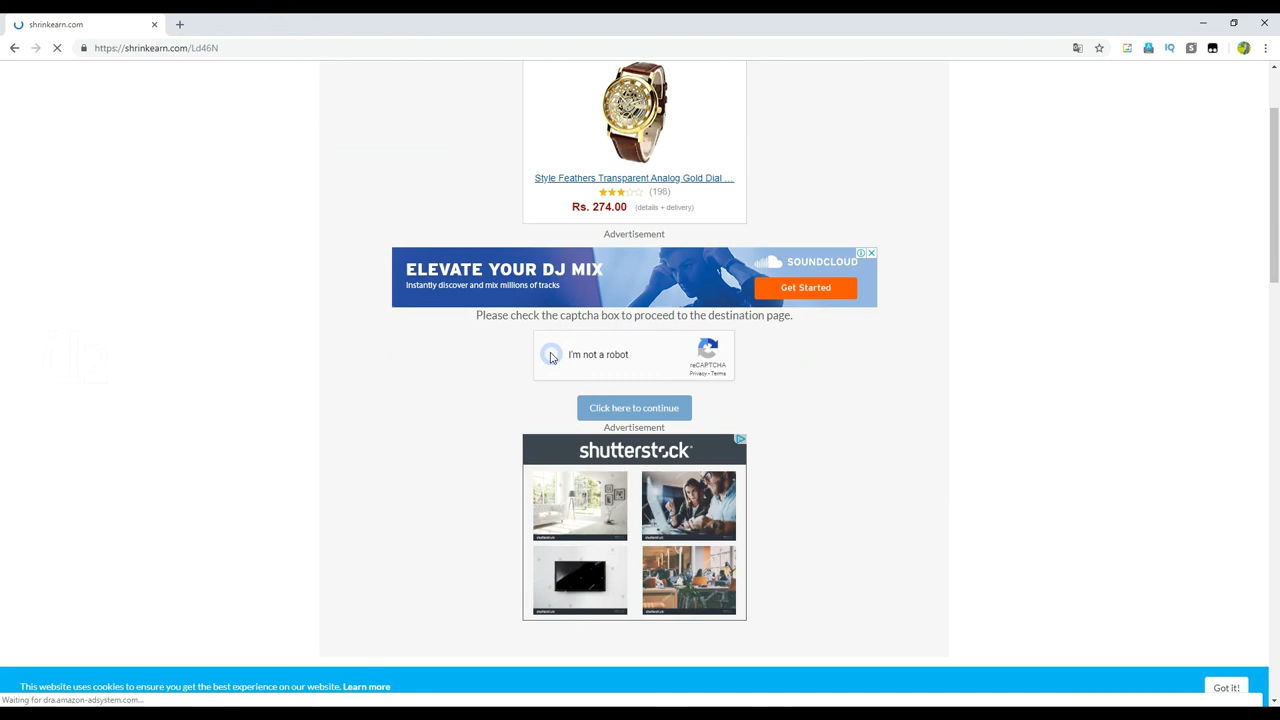 shrinkearn.com
https://shrinkearn.com/Ld46N
Style Feathers Transparent Analog Gold Dial ...
(198)
Rs. 274.00 (details + delivery)
Advertisement
ELEVATE YOUR DJ MIX
Instantly discover and mix millions of tracks
SOUNDCLOUD
Get Started
Please check the captcha box to proceed to the destination page.
I'm not a robot
reCAPTCHA
Privacy - Terms
Click here to continue
Advertisement
shutterstock
This website uses cookies to ensure you get the best experience on our website. Learn more
Got it!
Waiting for dra.amazon-adsystem.com...